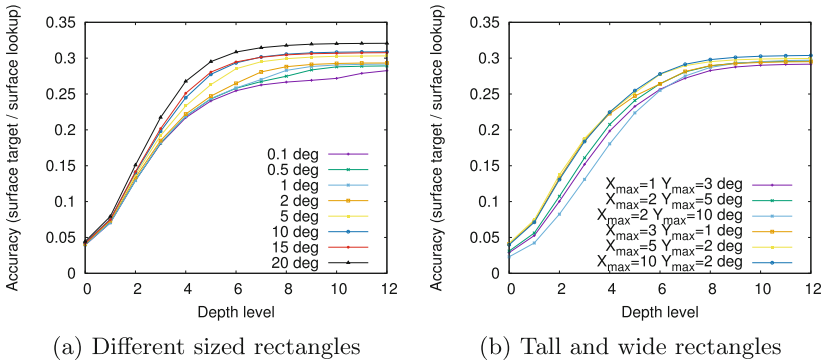 Accuracy (surface target / surface lookup)
0.35
0.3
0.25
0.2
0.15
0.1
0.05
0
0 2 4 6 8 10 12
Depth level
0.1 deg
0.5 deg
1 deg
2 deg
5 deg
10 deg
15 deg
20 deg
(a) Different sized rectangles
Accuracy (surface target / surface lookup)
0.35
0.3
0.25
0.2
0.15
0.1
0.05
0
0 2 4 6 8 10 12
Depth level
Xmax=1 Ymax=3 deg
Xmax=2 Ymax=5 deg
Xmax=2 Ymax=10 deg
Xmax=3 Ymax=1 deg
Xmax=5 Ymax=2 deg
Xmax=10 Ymax=2 deg
(b) Tall and wide rectangles